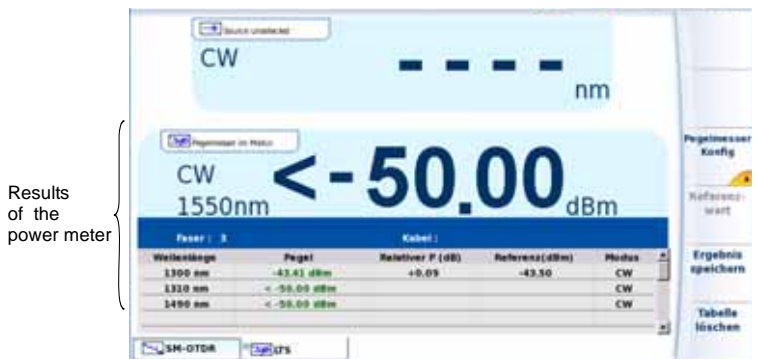 Source unselected
CW
- - - -
nm
Results
of the
power meter
Pegelmesser im Modul
CW
1550nm
<-50.00 dBm
Faser : 3 Kabel :
Wellenlänge Pegel Relativer P (dB) Referenz(dBm) Modus
1300 nm -43.41 dBm +0.09 -43.50 CW
1310 nm < -50.00 dBm CW
1490 nm < -50.00 dBm CW
SM-OTDR LTS
Pegelmesser
Konfig
Referenz-
wert
Ergebnis
speichern
Tabelle
löschen